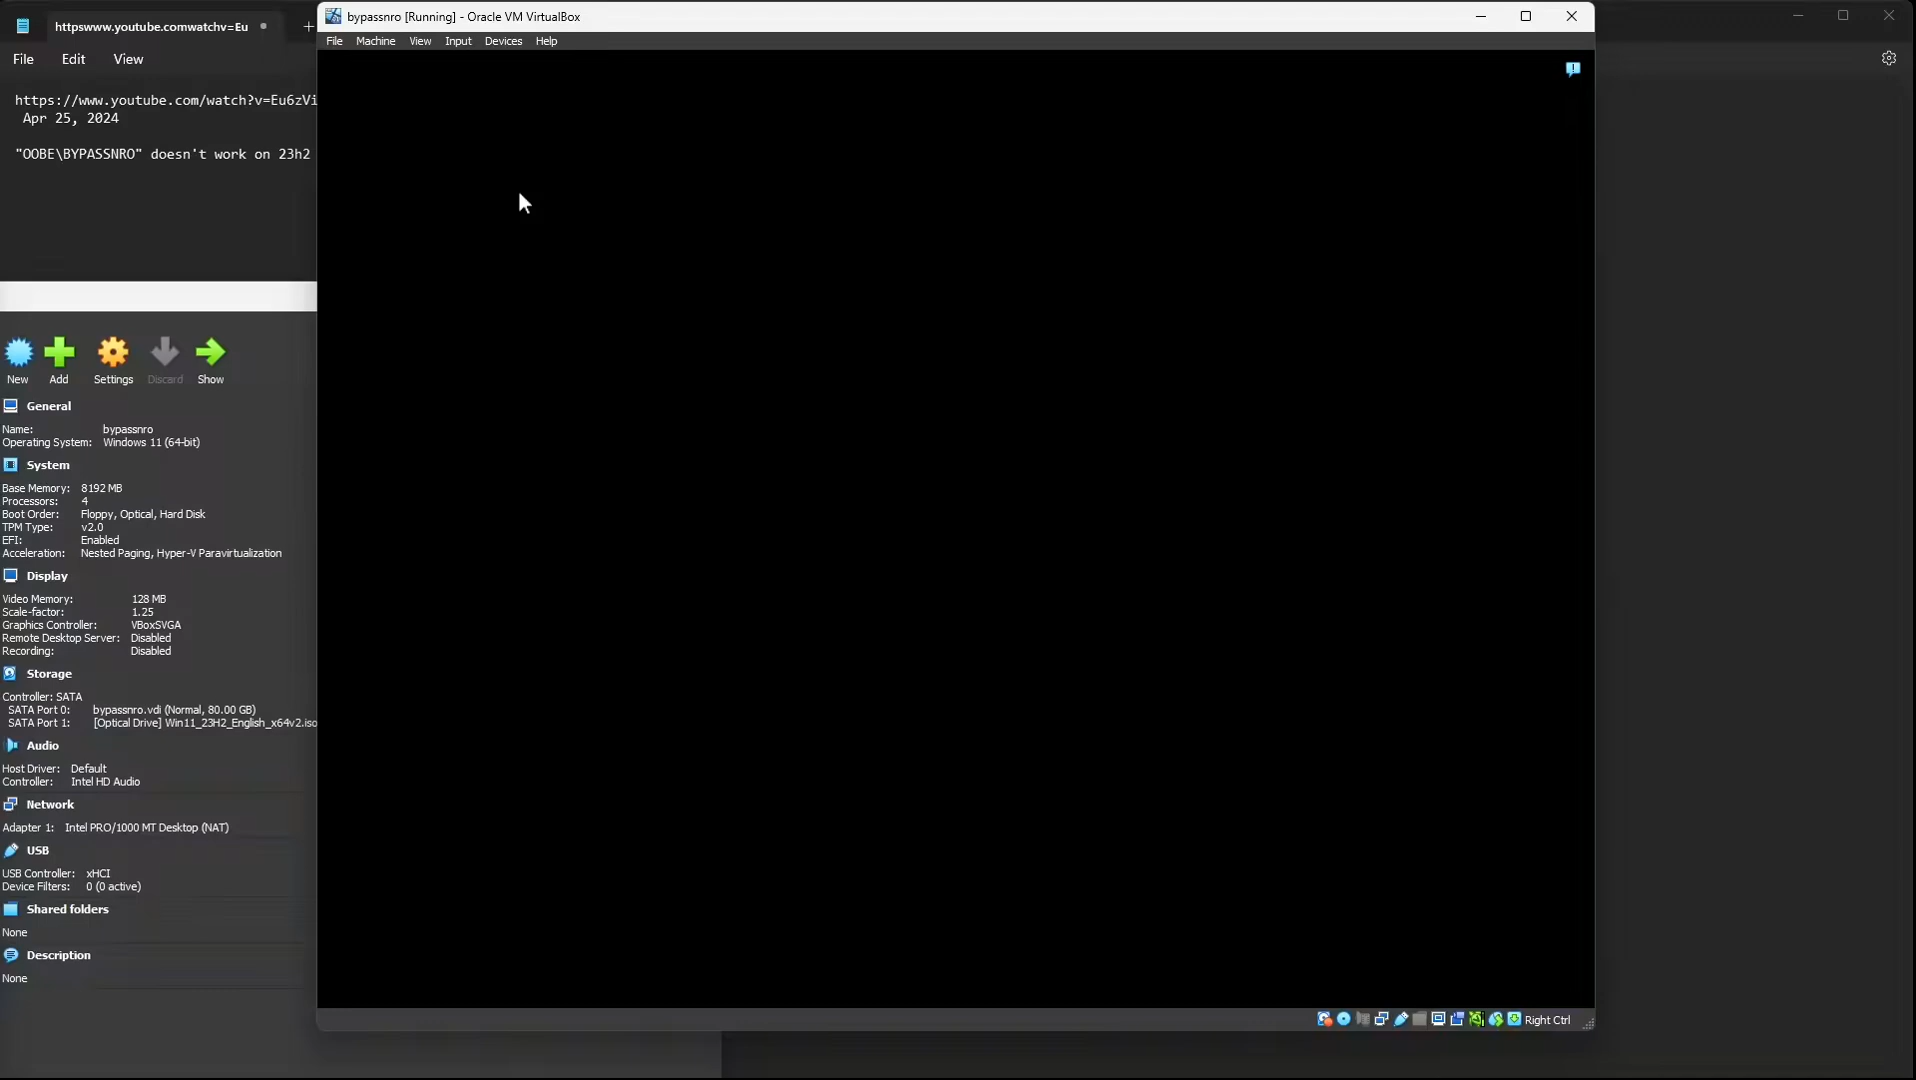 httpswww.youtube.comwatchv=Eu
File Edit View
https://www.youtube.com/watch?v=Eu6zVi
Apr 25, 2024
"OOBE\BYPASSNRO" doesn't work on 23h2
New Add Settings Discard Show
General
Name: bypassnro
Operating System: Windows 11 (64-bit)
System
Base Memory: 8192 MB
Processors: 4
Boot Order: Floppy, Optical, Hard Disk
TPM Type: v2.0
EFI: Enabled
Acceleration: Nested Paging, Hyper-V Paravirtualization
Display
Video Memory: 128 MB
Scale-factor: 1.25
Graphics Controller: VBoxSVGA
Remote Desktop Server: Disabled
Recording: Disabled
Storage
Controller: SATA
SATA Port 0: bypassnro.vdi (Normal, 80.00 GB)
SATA Port 1: [Optical Drive] Win11_23H2_English_x64v2.iso
Audio
Host Driver: Default
Controller: Intel HD Audio
Network
Adapter 1: Intel PRO/1000 MT Desktop (NAT)
USB
USB Controller: xHCI
Device Filters: 0 (0 active)
Shared folders
None
Description
None
bypassnro [Running] - Oracle VM VirtualBox
File Machine View Input Devices Help
Right Ctrl